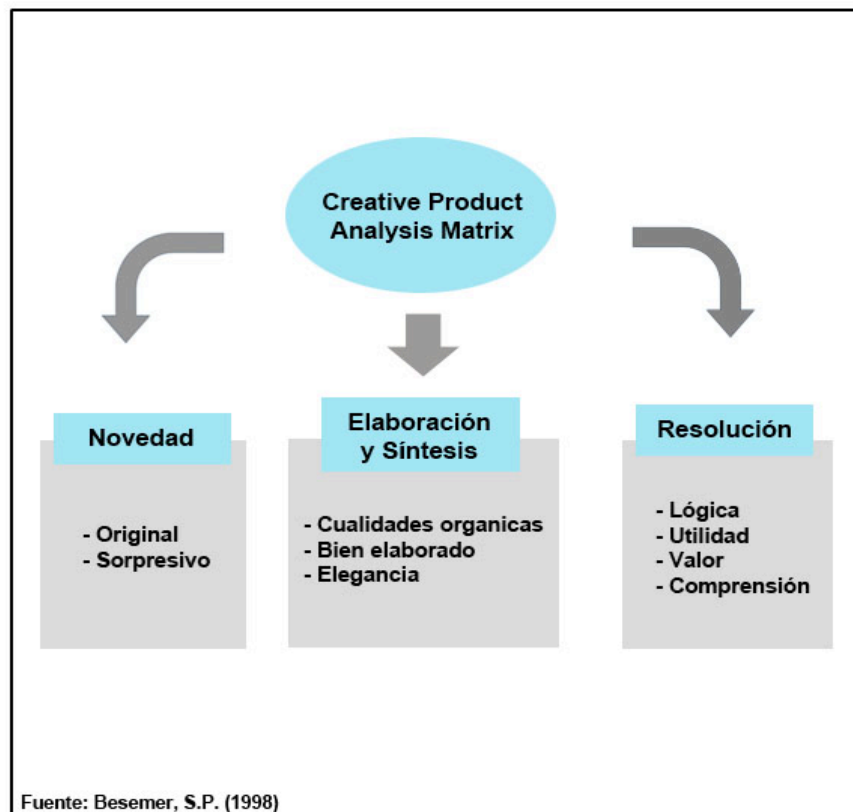 Creative Product
Analysis Matrix
Novedad
- Original
- Sorpresivo
Elaboración
y Síntesis
- Cualidades organicas
- Bien elaborado
- Elegancia
Resolución
- Lógica
- Utilidad
- Valor
- Comprensión
Fuente: Besemer, S.P. (1998)